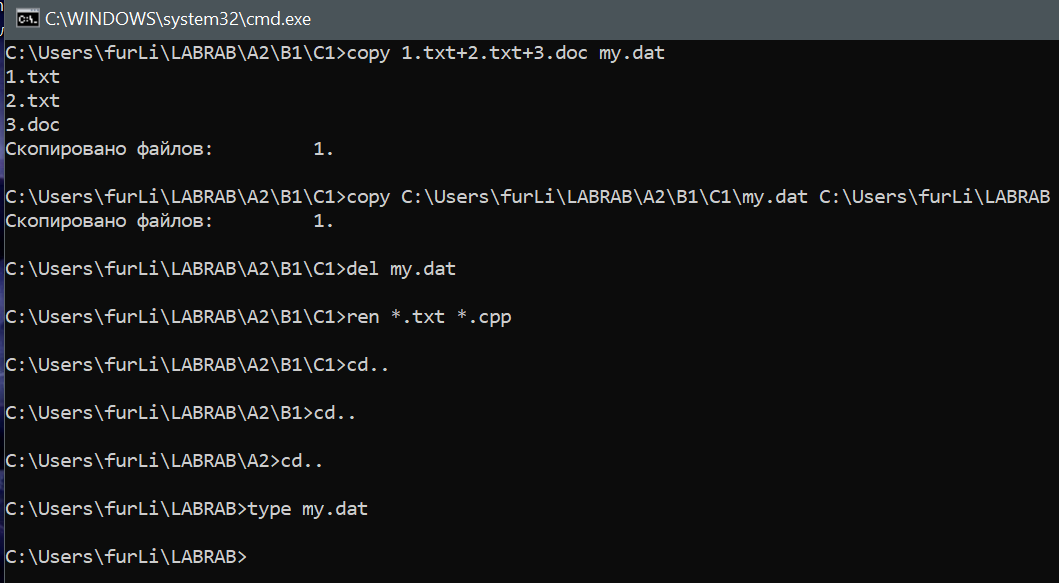 C:\WINDOWS\system32\cmd.exe
C:\Users\furLi\LABRAB\A2\B1\C1>copy 1.txt+2.txt+3.doc my.dat
1.txt
2.txt
3.doc
Скопировано файлов:         1.
C:\Users\furLi\LABRAB\A2\B1\C1>copy C:\Users\furLi\LABRAB\A2\B1\C1\my.dat C:\Users\furLi\LABRAB
Скопировано файлов:         1.
C:\Users\furLi\LABRAB\A2\B1\C1>del my.dat
C:\Users\furLi\LABRAB\A2\B1\C1>ren *.txt *.cpp
C:\Users\furLi\LABRAB\A2\B1\C1>cd..
C:\Users\furLi\LABRAB\A2\B1>cd..
C:\Users\furLi\LABRAB\A2>cd..
C:\Users\furLi\LABRAB>type my.dat
C:\Users\furLi\LABRAB>